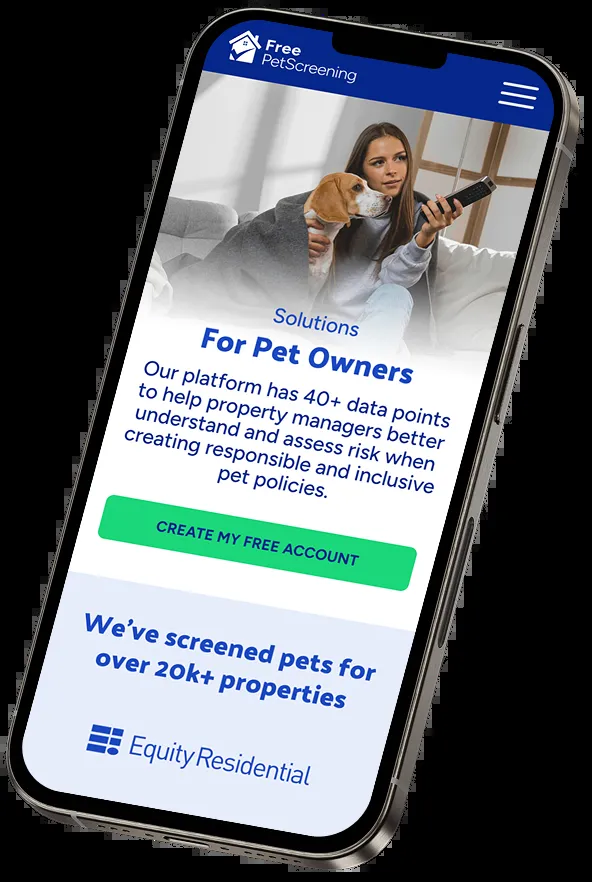 Free
PetScreening
Solutions
For Pet Owners
Our platform has 40+ data points
to help property managers better
understand and assess risk when
creating responsible and inclusive
pet policies.
CREATE MY FREE ACCOUNT
We’ve screened pets for
over 20k+ properties
EquityResidential